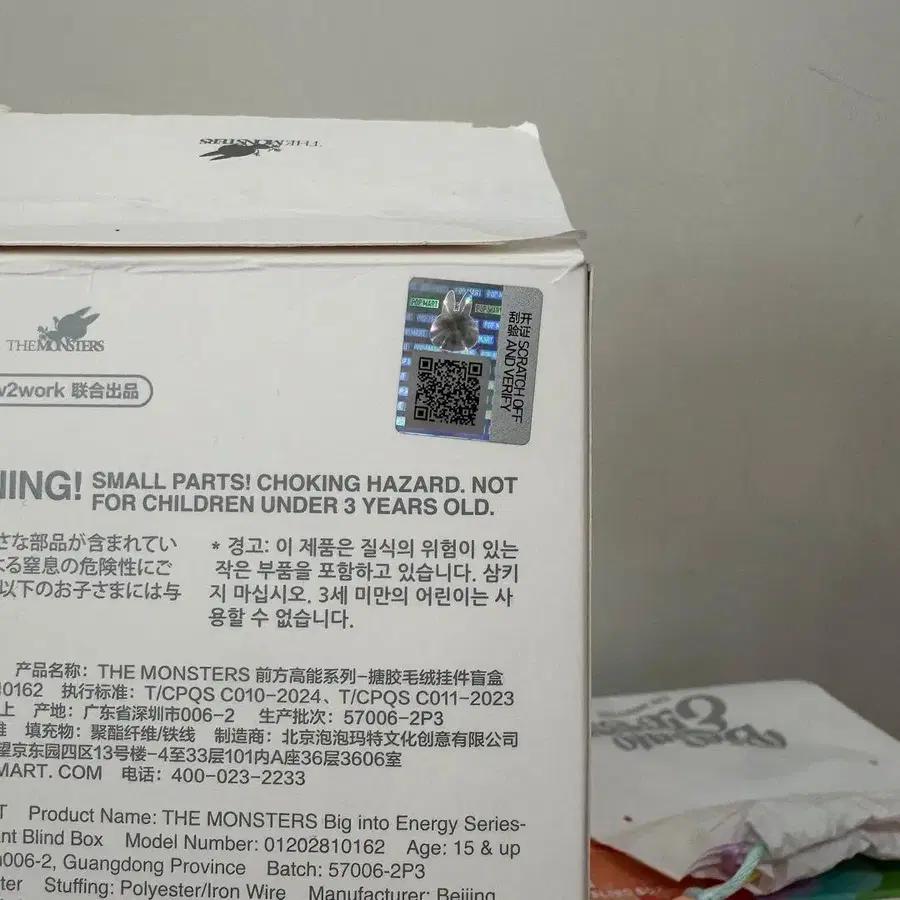 THE MONSTERS
POP MART
开证
刮验
SCRATCH OFF
AND VERIFY
THE MONSTERS
w2work 联合出品
NING! SMALL PARTS! CHOKING HAZARD. NOT
FOR CHILDREN UNDER 3 YEARS OLD.
さな部品が含まれてい
よる窒息の危険性にご
以下のお子さまには与
* 경고: 이 제품은 질식의 위험이 있는
작은 부품을 포함하고 있습니다. 삼키
지 마십시오. 3세 미만의 어린이는 사
용할 수 없습니다.
产品名称: THE MONSTERS 前方高能系列-搪胶毛绒挂件盲盒
10162 执行标准: T/CPQS C010-2024、T/CPQS C011-2023
上 产地: 广东省深圳市006-2 生产批次: 57006-2P3
填充物: 聚酯纤维/铁线 制造商: 北京泡泡玛特文化创意有限公司
望京东园四区13号楼-4至33层101内A座36层3606室
MART. COM 电话: 400-023-2233
T Product Name: THE MONSTERS Big into Energy Series-
ant Blind Box Model Number: 01202810162 Age: 15 & up
006-2, Guangdong Province Batch: 57006-2P3
ter Stuffing: Polyester/Iron Wire Manufacturer: Beijing